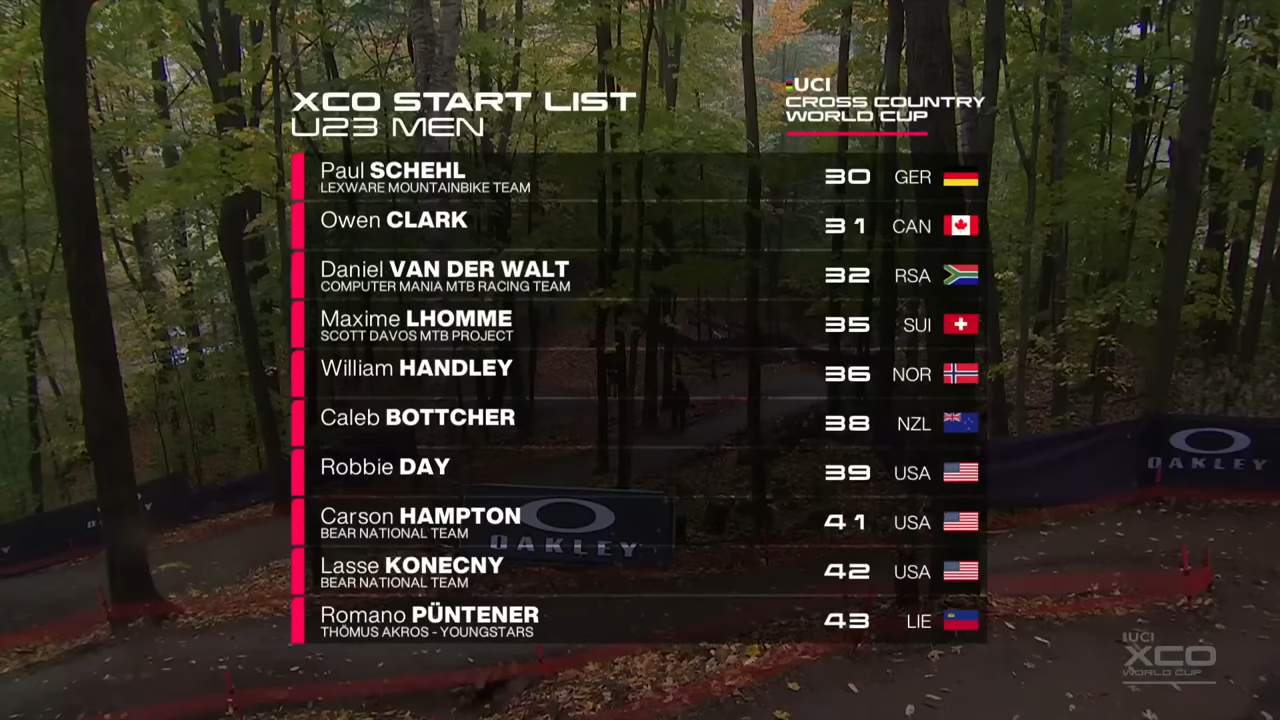 XCO START LIST
U23 MEN
UCI
CROSS COUNTRY
WORLD CUP
Paul SCHEHL 30 GER
LEXWARE MOUNTAINBIKE TEAM
Owen CLARK 31 CAN
Daniel VAN DER WALT 32 RSA
COMPUTER MANIA MTB RACING TEAM
Maxime LHOMME 35 SUI
SCOTT DAVOS MTB PROJECT
William HANDLEY 36 NOR
Caleb BOTTCHER 38 NZL
Robbie DAY 39 USA
Carson HAMPTON 41 USA
BEAR NATIONAL TEAM
Lasse KONECNY 42 USA
BEAR NATIONAL TEAM
Romano PÜNTENER 43 LIE
THÖMUS AKROS - YOUNGSTARS
OAKLEY
OAKLEY
UCI
XCO
WORLD CUP